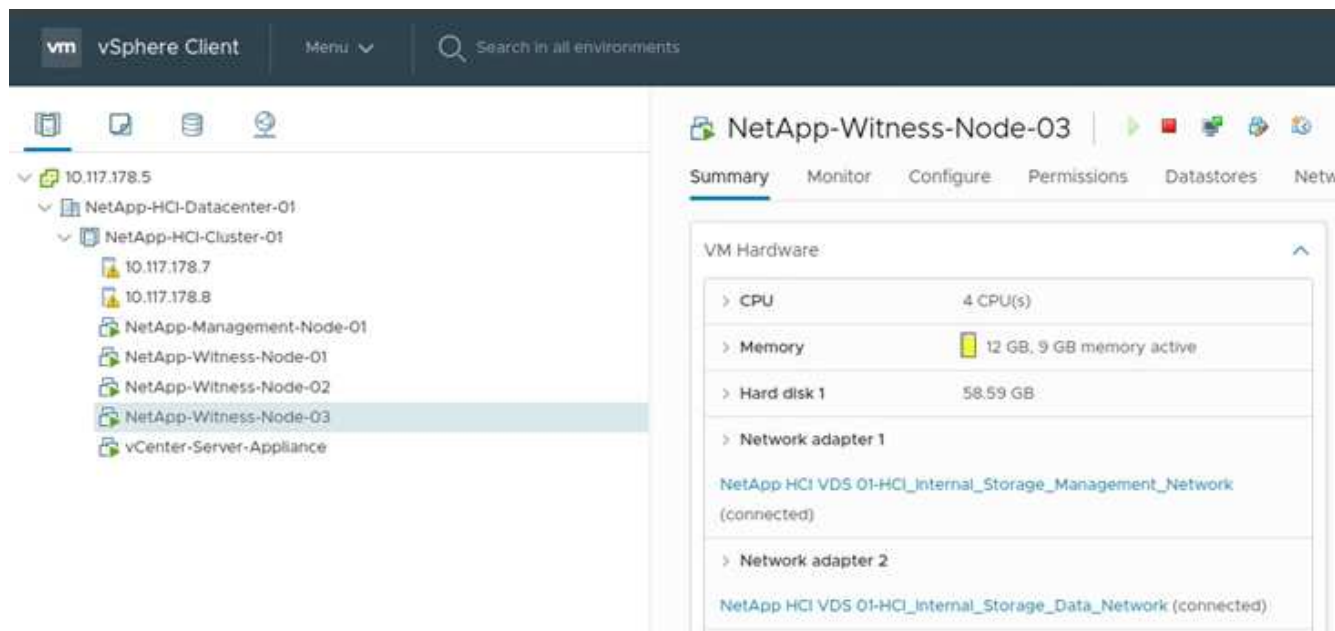 vm vSphere Client Menu Search in all environments
10.117.178.5
NetApp-HCI-Datacenter-01
NetApp-HCI-Cluster-01
10.117.178.7
10.117.178.8
NetApp-Management-Node-01
NetApp-Witness-Node-01
NetApp-Witness-Node-02
NetApp-Witness-Node-03
vCenter-Server-Appliance
NetApp-Witness-Node-03
Summary Monitor Configure Permissions Datastores Netw
VM Hardware
> CPU 4 CPU(s)
> Memory 12 GB, 9 GB memory active
> Hard disk 1 58.59 GB
> Network adapter 1
NetApp HCI VDS 01-HCI_Internal_Storage_Management_Network
(connected)
> Network adapter 2
NetApp HCI VDS 01-HCI_Internal_Storage_Data_Network (connected)